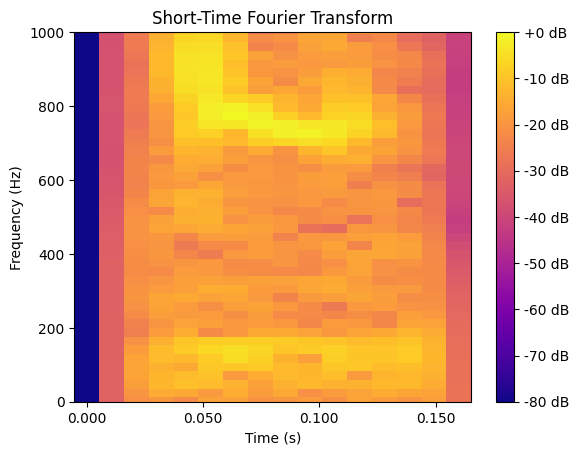 Short-Time Fourier Transform
Frequency (Hz)
1000
800
600
400
200
0
0.000
0.050
0.100
0.150
Time (s)
+0 dB
-10 dB
-20 dB
-30 dB
-40 dB
-50 dB
-60 dB
-70 dB
-80 dB